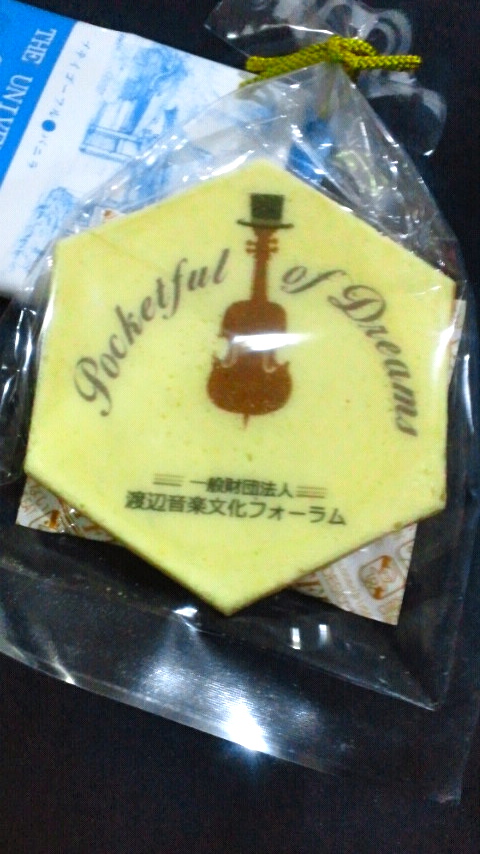 THE UNIVE
Pocketful of Dreams
一般財団法人
渡辺音楽文化フォーラム